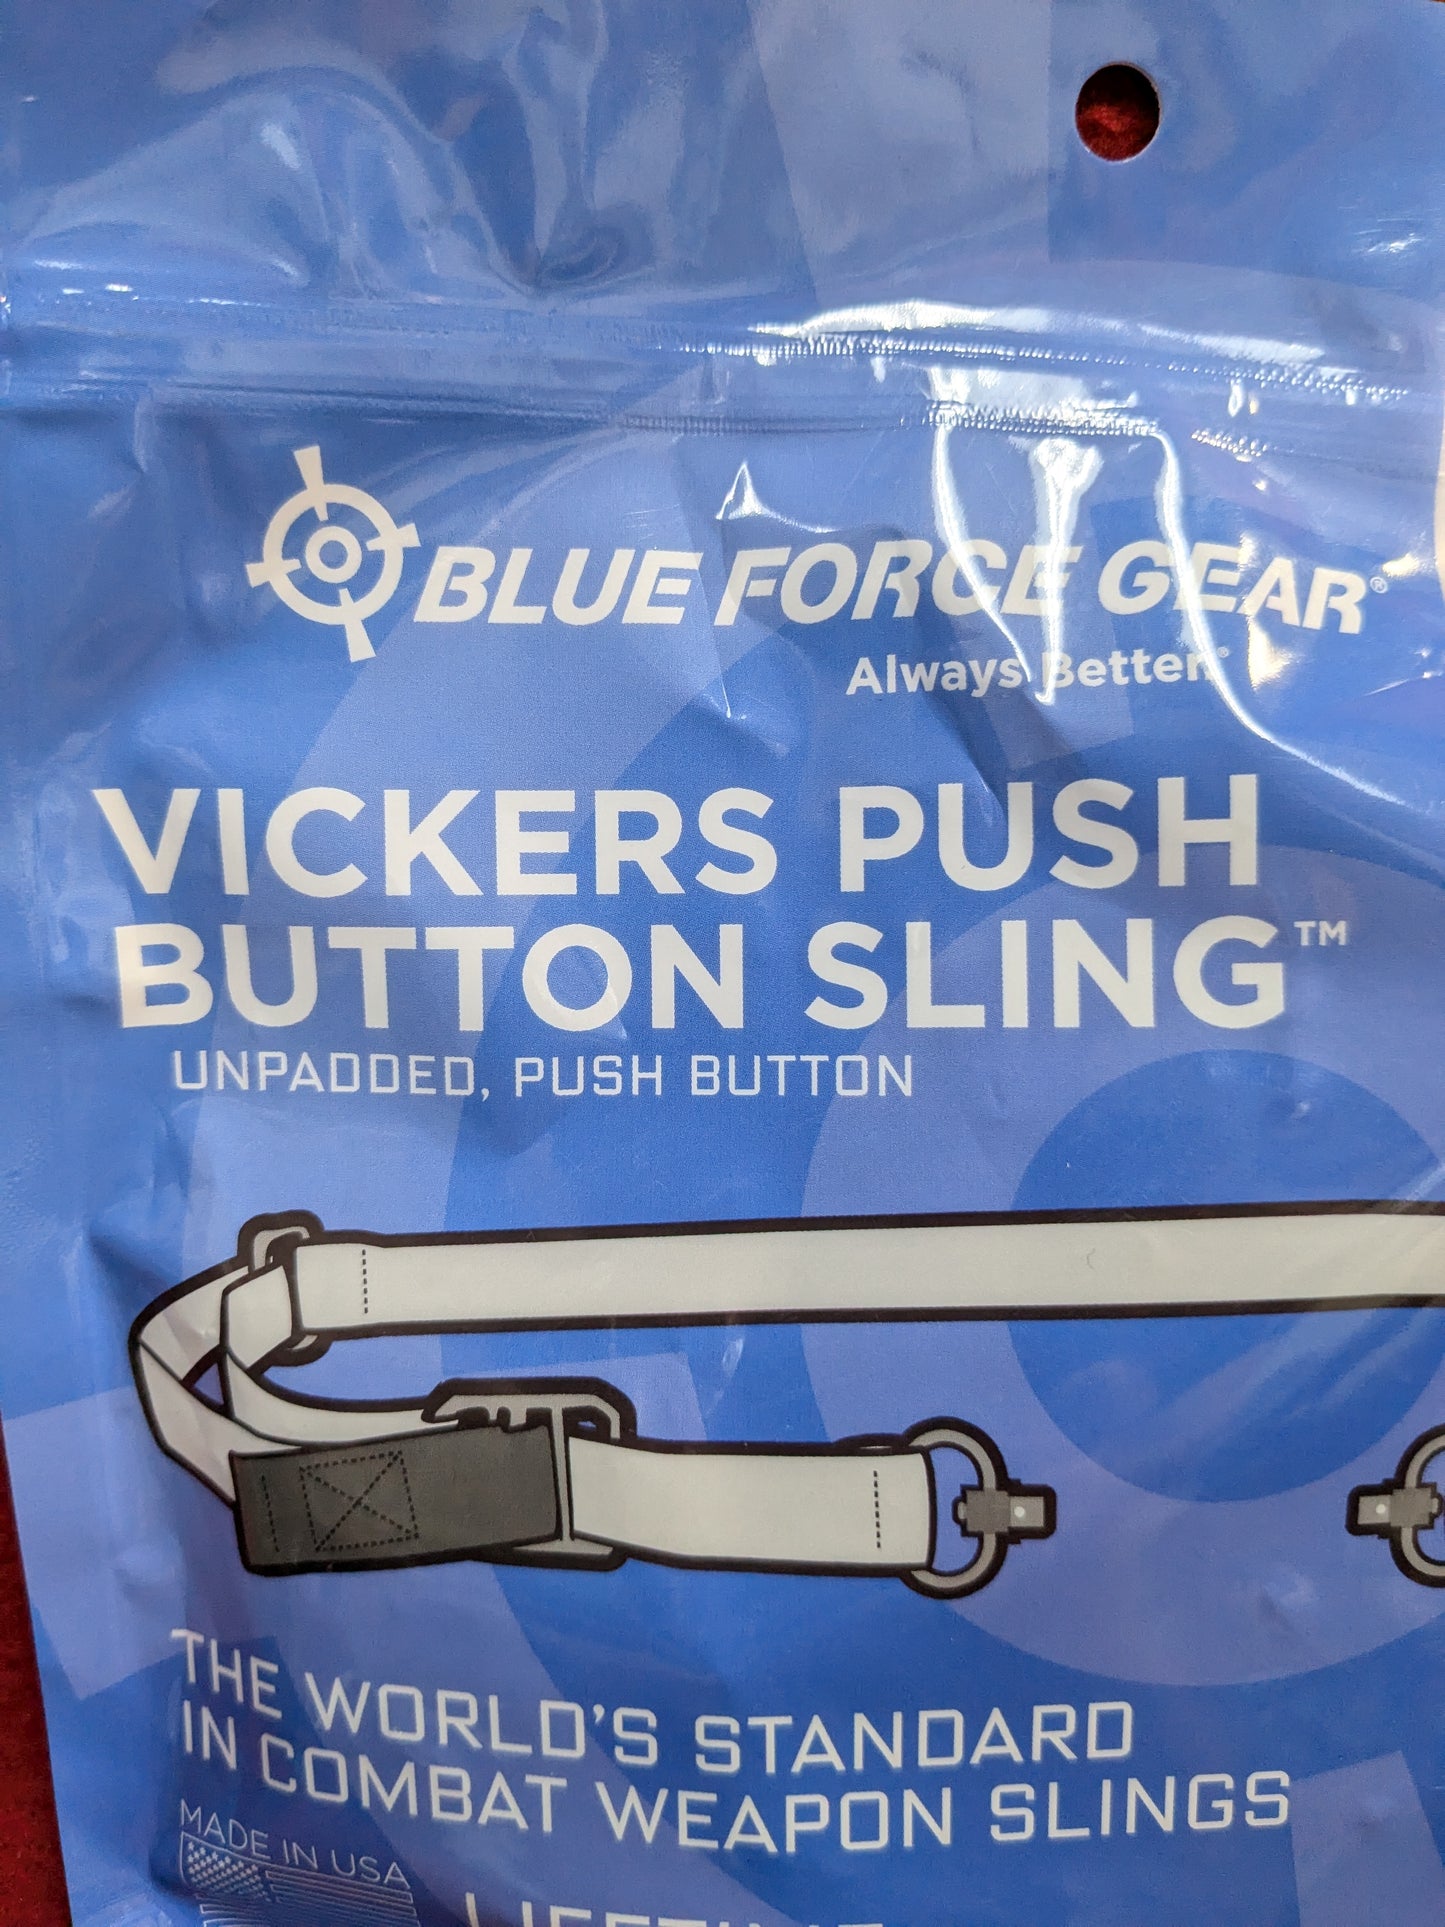 BLUE FORCE GEAR®
Always Better®
VICKERS PUSH
BUTTON SLING™
UNPADDED, PUSH BUTTON
THE WORLD'S STANDARD
IN COMBAT WEAPON SLINGS
MADE IN USA